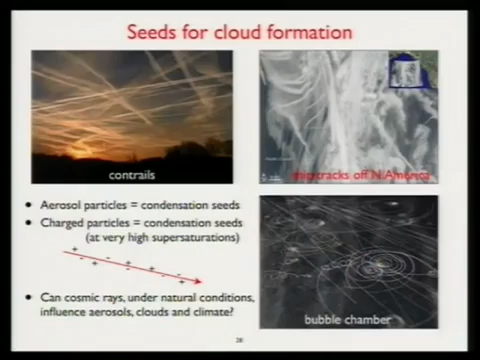 Seeds for cloud formation
contrails
shiptracks off N.America
• Aerosol particles = condensation seeds
• Charged particles = condensation seeds
(at very high supersaturations)
+ - + - + - + - - +
• Can cosmic rays, under natural conditions,
influence aerosols, clouds and climate?
bubble chamber
28